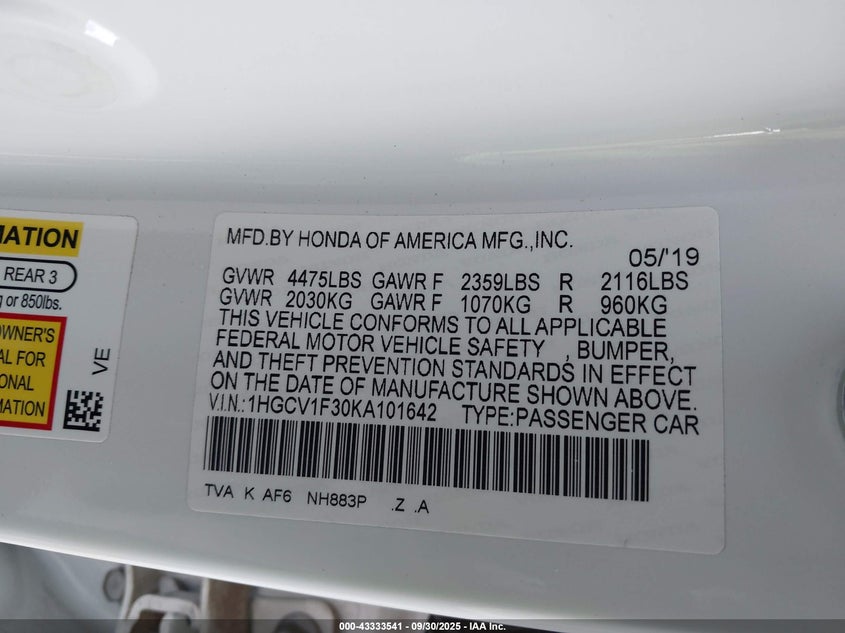 MATION
REAR 3
g or 850lbs.
OWNER'S
AL FOR
ONAL
MATION
VE
MFD.BY HONDA OF AMERICA MFG.,INC.
05/'19
GVWR 4475LBS GAWR F 2359LBS R 2116LBS
GVWR 2030KG GAWR F 1070KG R 960KG
THIS VEHICLE CONFORMS TO ALL APPLICABLE
FEDERAL MOTOR VEHICLE SAFETY , BUMPER,
AND THEFT PREVENTION STANDARDS IN EFFECT
ON THE DATE OF MANUFACTURE SHOWN ABOVE.
V.I.N.:1HGCV1F30KA101642 TYPE:PASSENGER CAR
TVA K AF6 NH883P .Z .A
000-43333541 - 09/30/2025 - IAA Inc.